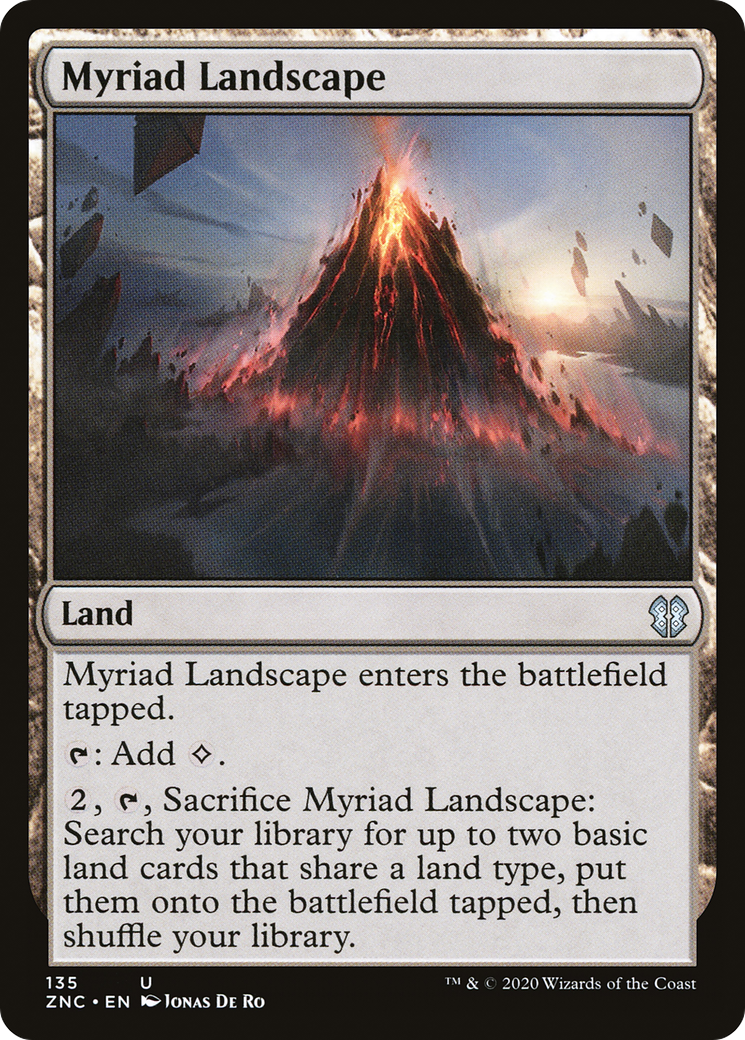 Myriad Landscape
Land
Myriad Landscape enters the battlefield
tapped.
: Add .
2, , Sacrifice Myriad Landscape:
Search your library for up to two basic
land cards that share a land type, put
them onto the battlefield tapped, then
shuffle your library.
135 U
ZNC • EN Jonas De Ro
™ & © 2020 Wizards of the Coast